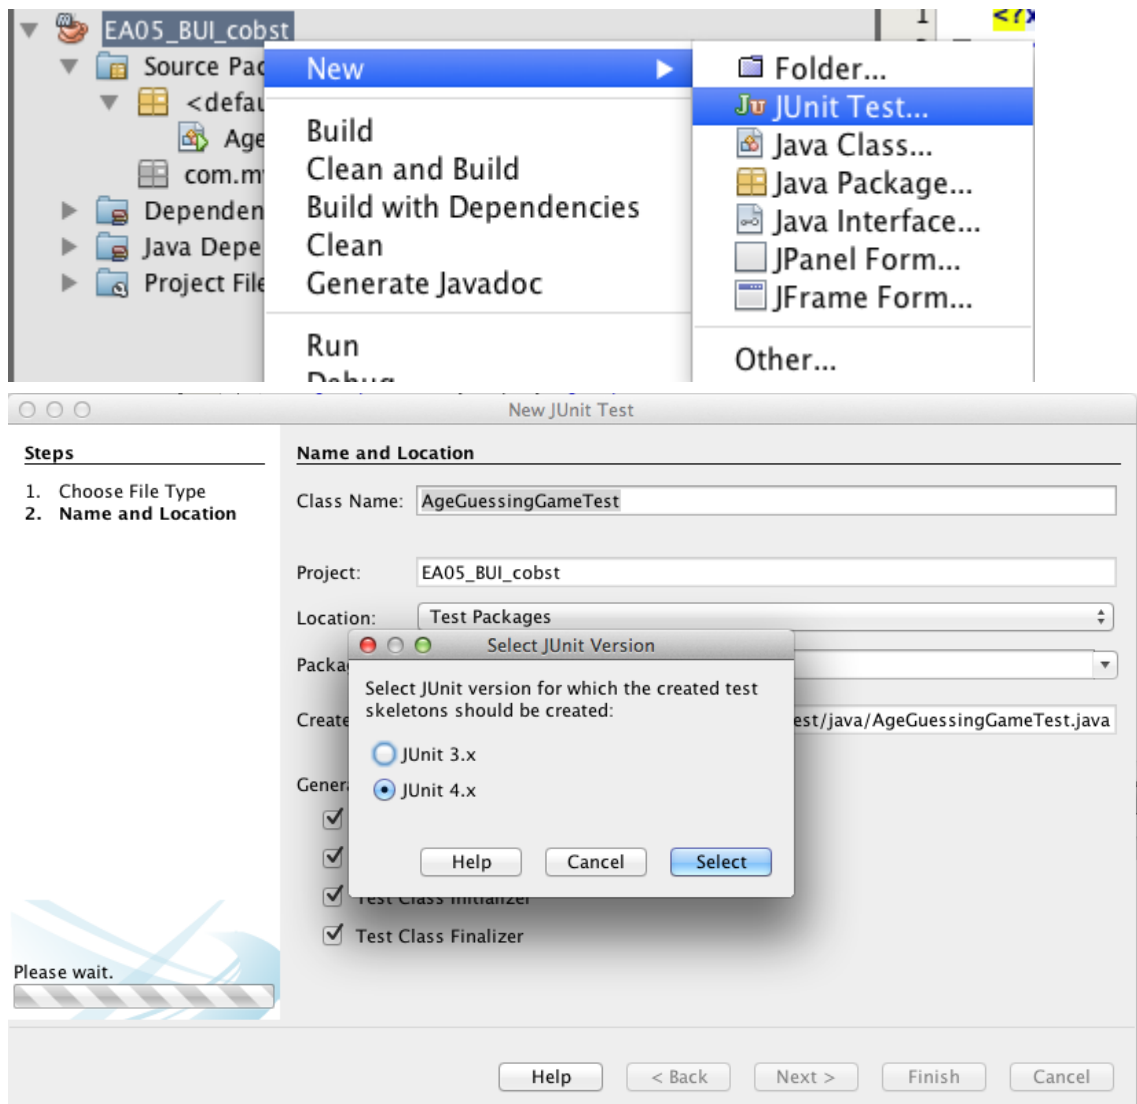 EA05_BUI_cobst
1
Source Pac
New
Folder...
<defau
JUnit Test...
Build
Age
Java Class...
Clean and Build
com.m
Java Package...
Build with Dependencies
Dependen
Java Interface...
Clean
Java Depe
JPanel Form...
Generate Javadoc
Project File
JFrame Form...
Run
Other...
Debug
New JUnit Test
Steps
Name and Location
1. Choose File Type
2. Name and Location
Class Name: AgeGuessingGameTest
Project: EA05_BUI_cobst
Location: Test Packages
Select JUnit Version
Packa
Select JUnit version for which the created test
skeletons should be created:
Create
est/java/AgeGuessingGameTest.java
JUnit 3.x
Gener
JUnit 4.x
Help Cancel Select
Test Class Initializer
Test Class Finalizer
Please wait.
Help < Back Next > Finish Cancel